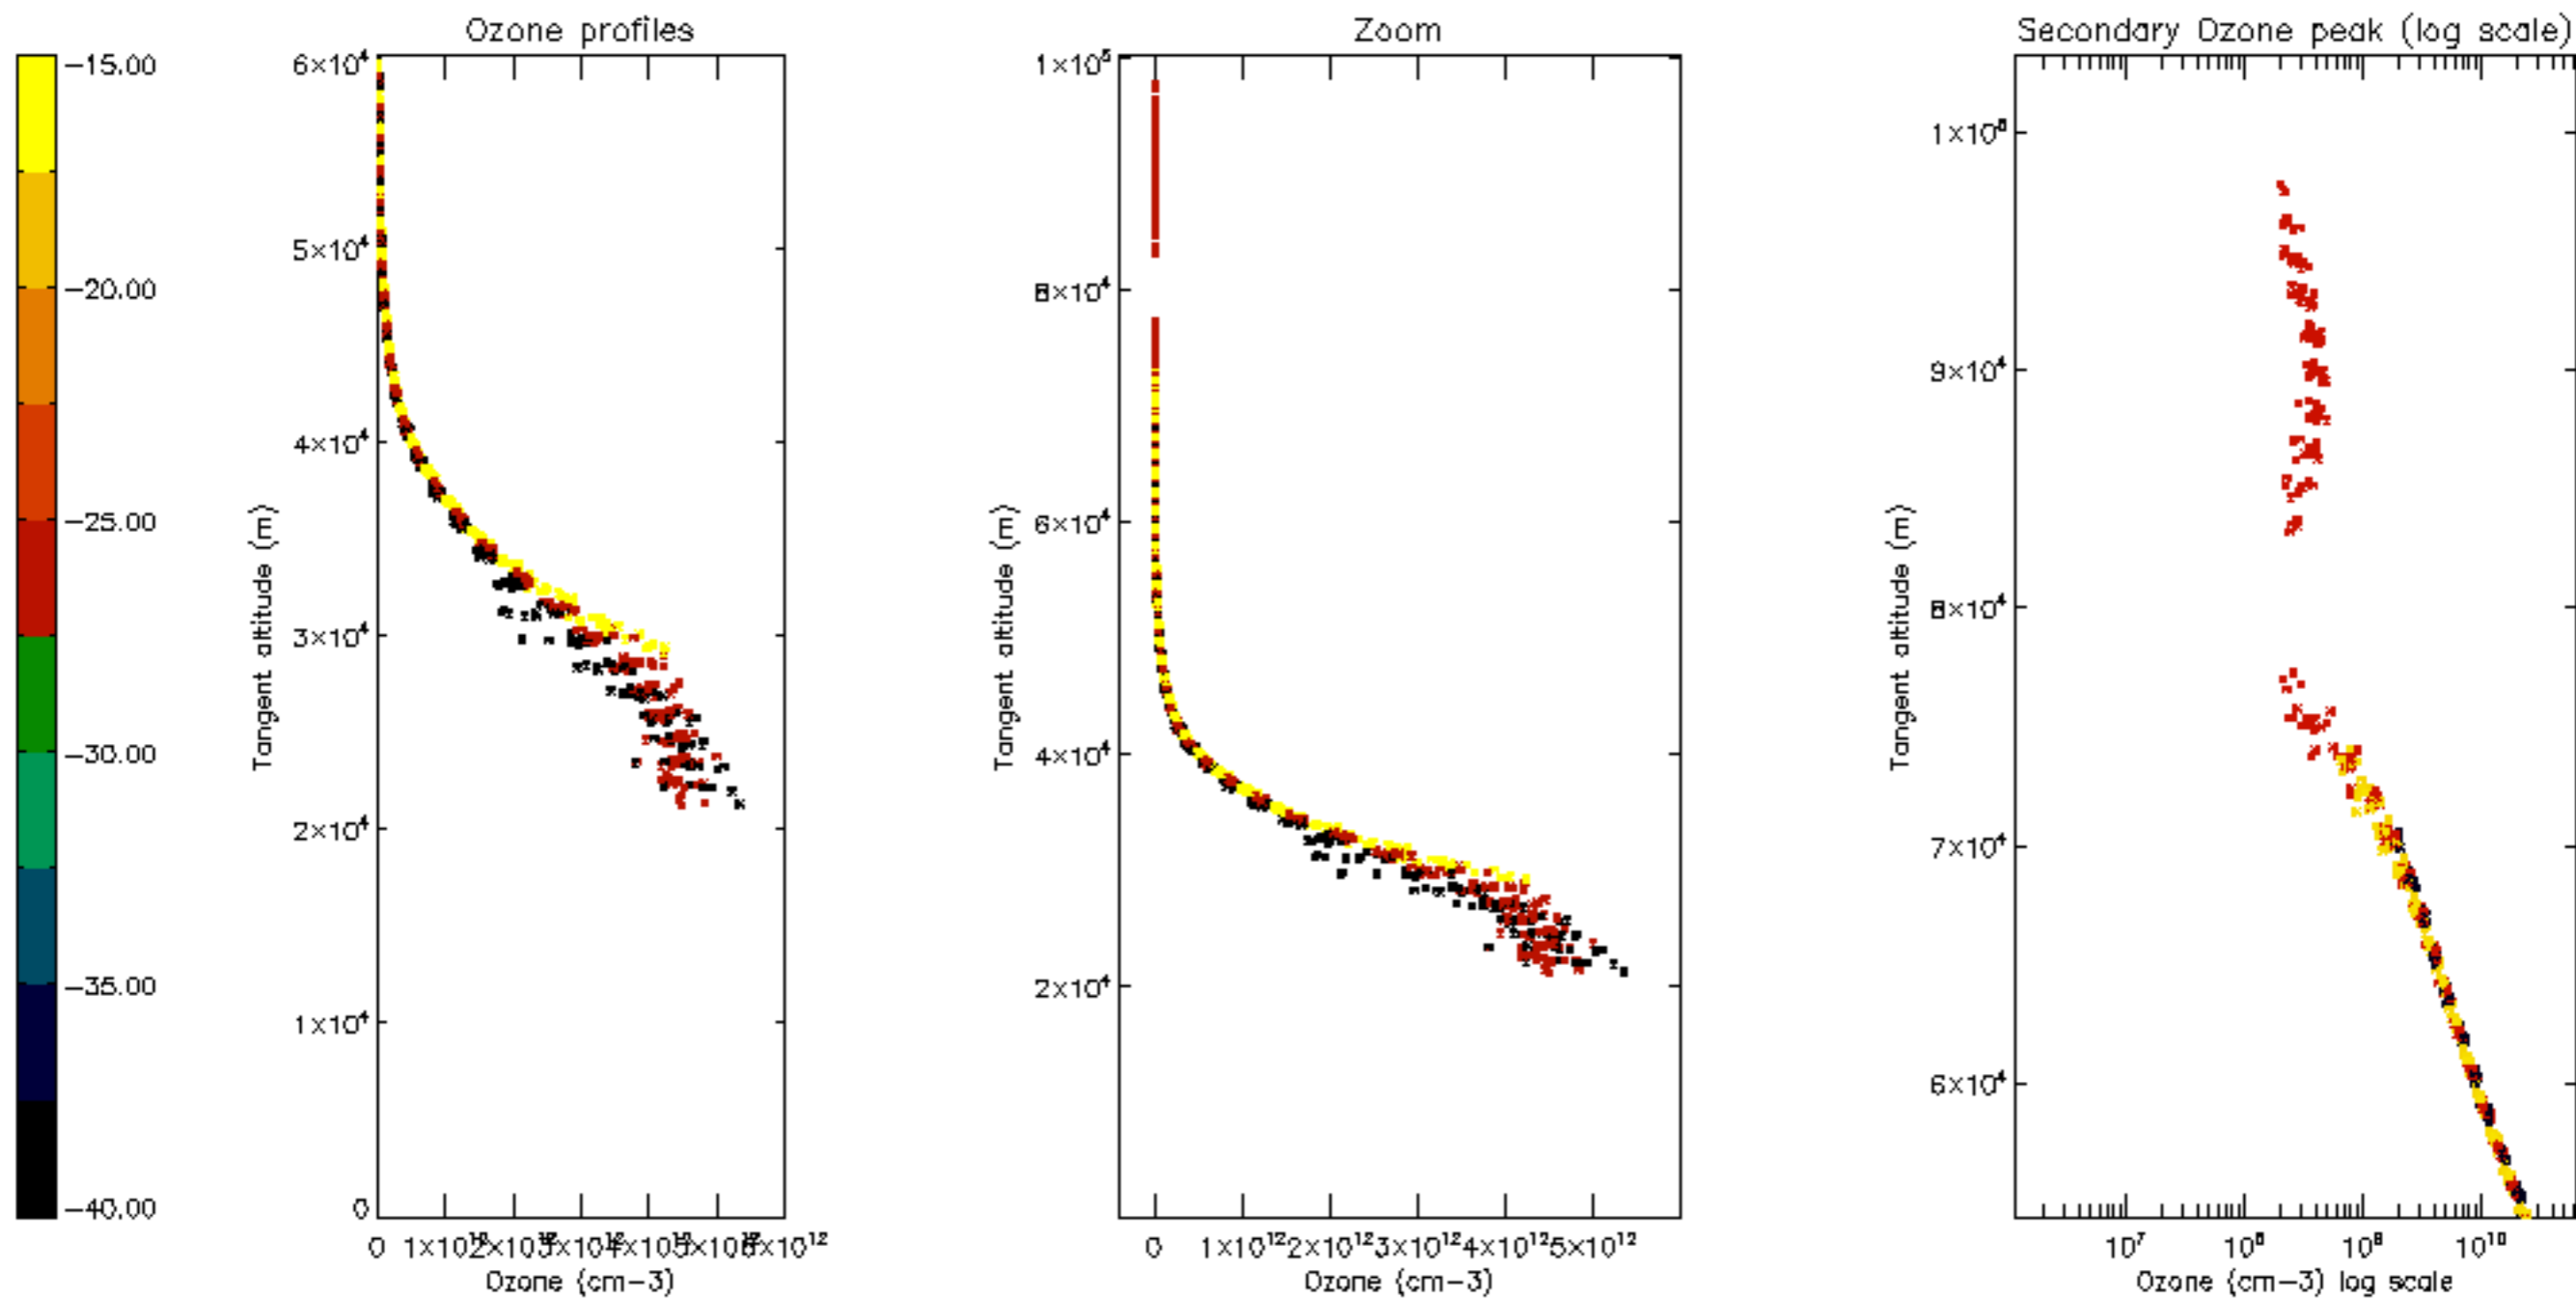 Ozone profiles
Zoom
Secondary Ozone peak (log scale)
−15.00
−20.00
−25.00
−30.00
−35.00
−40.00
Tangent altitude (m)
6×10⁴
5×10⁴
4×10⁴
3×10⁴
2×10⁴
1×10⁴
0
0
Ozone (cm−3)
Tangent altitude (m)
1×10⁵
8×10⁴
6×10⁴
4×10⁴
2×10⁴
0 1×10¹² 2×10¹² 3×10¹² 4×10¹² 5×10¹²
Ozone (cm−3)
Tangent altitude (m)
9×10⁴
8×10⁴
7×10⁴
6×10⁴
10⁷ 10⁸ 10⁹ 10¹⁰
Ozone (cm−3) log scale